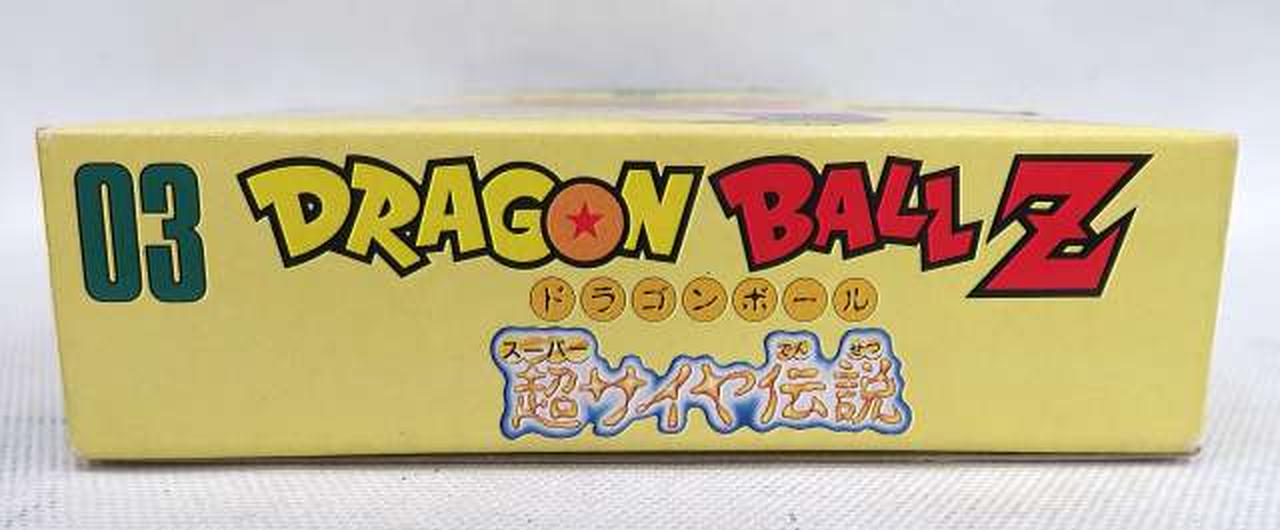 03
DRAGON BALL Z
ドラゴンボール
スーパー でん せつ
超サイヤ伝説